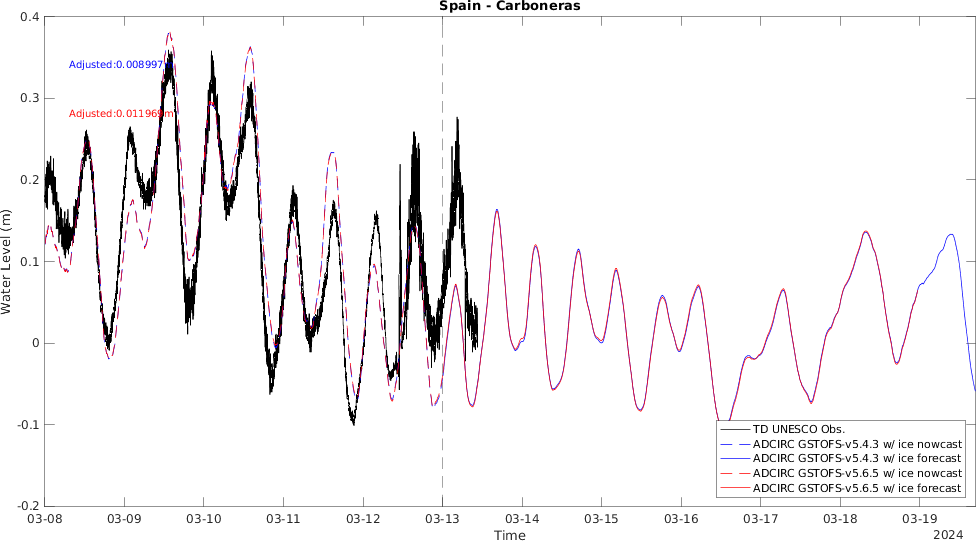 Spain - Carboneras
0.4
0.3
0.2
0.1
0
-0.1
-0.2
Water Level (m)
Adjusted:0.008997
Adjusted:0.011969m
TD UNESCO Obs.
ADCIRC GSTOFS-v5.4.3 w/ ice nowcast
ADCIRC GSTOFS-v5.4.3 w/ ice forecast
ADCIRC GSTOFS-v5.6.5 w/ ice nowcast
ADCIRC GSTOFS-v5.6.5 w/ ice forecast
03-08 03-09 03-10 03-11 03-12 03-13 03-14 03-15 03-16 03-17 03-18 03-19
Time
2024